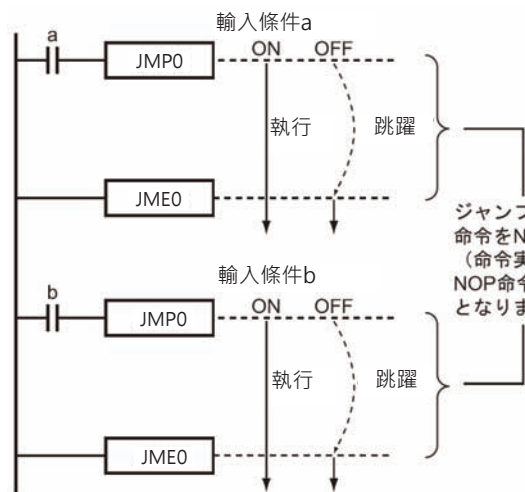 輸入條件a
a
JMP0
ON OFF
執行
跳躍
JME0
ジャンプ
命令をN
（命令実
NOP命令
となりま
輸入條件b
b
JMP0
ON OFF
執行
跳躍
JME0